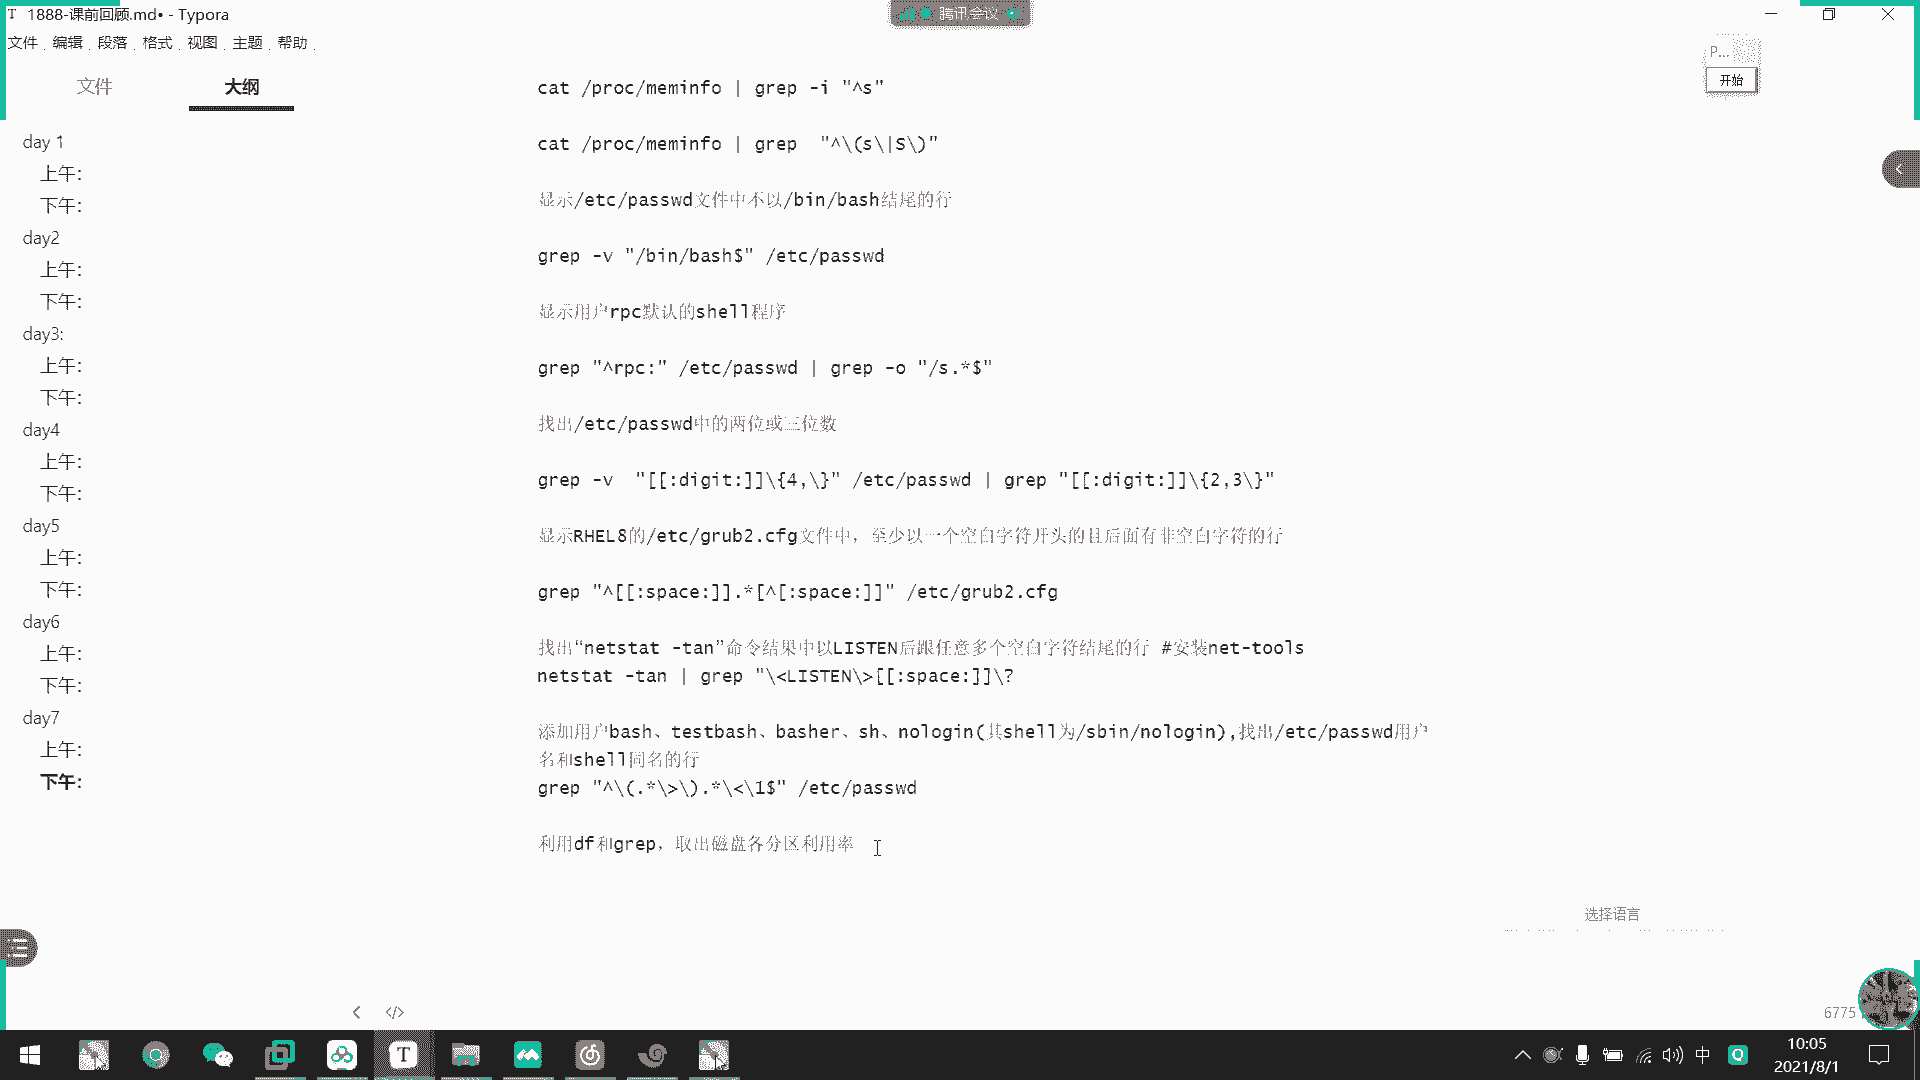 T 1888-课前回顾.md• - Typora
腾讯会议
文件 编辑 段落 格式 视图 主题 帮助
P...
开始
文件 大纲
day 1
上午:
下午:
day2
上午:
下午:
day3:
上午:
下午:
day4
上午:
下午:
day5
上午:
下午:
day6
上午:
下午:
day7
上午:
下午:
cat /proc/meminfo | grep -i "^s"
cat /proc/meminfo | grep  "^\(s\|S\)"
显示/etc/passwd文件中不以/bin/bash结尾的行
grep -v "/bin/bash$" /etc/passwd
显示用户rpc默认的shell程序
grep "^rpc:" /etc/passwd | grep -o "/s.*$"
找出/etc/passwd中的两位或三位数
grep -v  "[[:digit:]]\{4,\}" /etc/passwd | grep "[[:digit:]]\{2,3\}"
显示RHEL8的/etc/grub2.cfg文件中，至少以一个空白字符开头的且后面有非空白字符的行
grep "^[[:space:]].*[^[:space:]]" /etc/grub2.cfg
找出“netstat -tan”命令结果中以LISTEN后跟任意多个空白字符结尾的行 #安装net-tools
netstat -tan | grep "\<LISTEN\>[[:space:]]\?
添加用户bash、testbash、basher、sh、nologin(其shell为/sbin/nologin),找出/etc/passwd用户
名和shell同名的行
grep "^\(.*\>\).*\<\1$" /etc/passwd
利用df和grep，取出磁盘各分区利用率
选择语言
6775
T
中
Q
10:05
2021/8/1